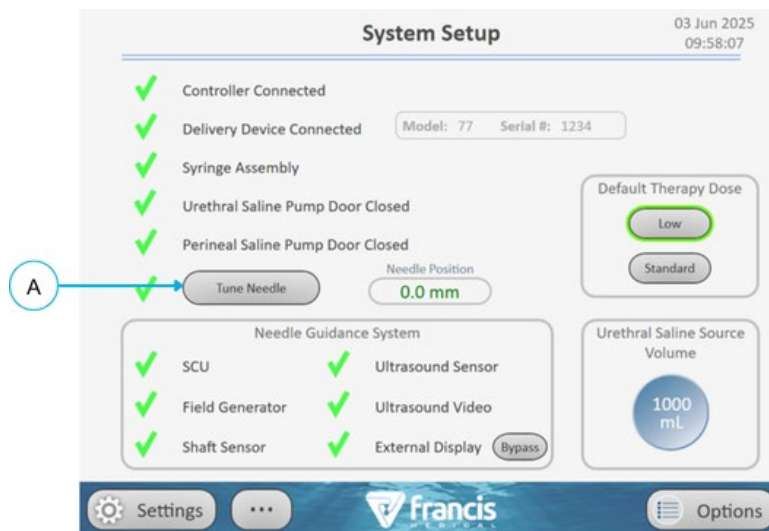 System Setup
03 Jun 2025
09:58:07
Controller Connected
Delivery Device Connected
Model: 77 Serial #: 1234
Syringe Assembly
Urethral Saline Pump Door Closed
Perineal Saline Pump Door Closed
A
Tune Needle
Needle Position
0.0 mm
Default Therapy Dose
Low
Standard
Needle Guidance System
SCU
Ultrasound Sensor
Field Generator
Ultrasound Video
Shaft Sensor
External Display
Bypass
Urethral Saline Source
Volume
1000
mL
Settings
...
francis
MEDICAL
Options